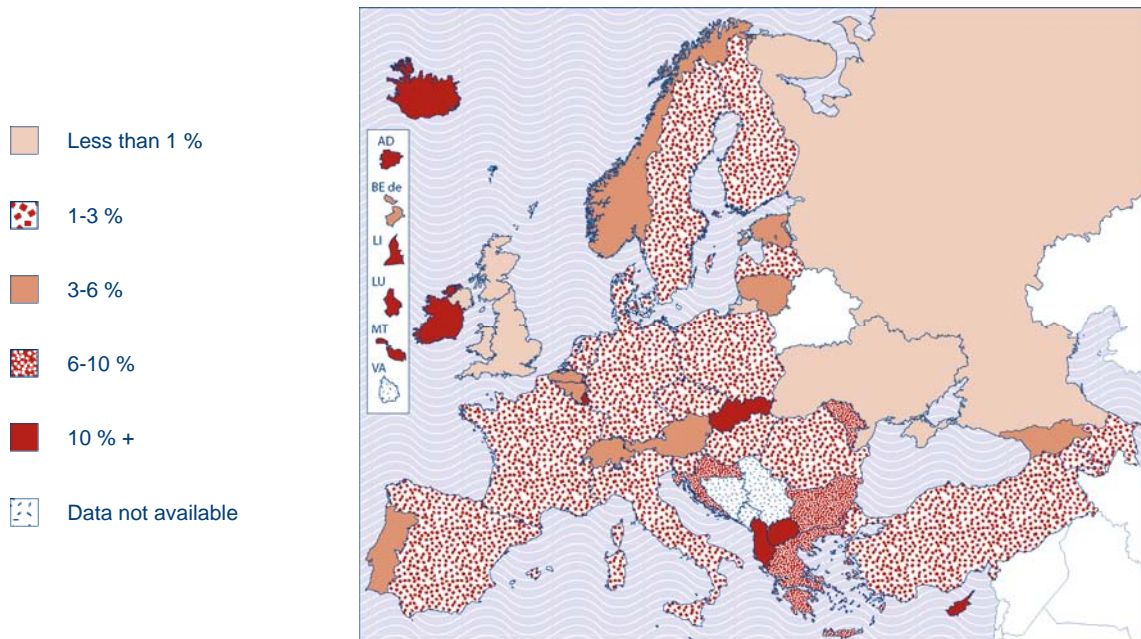 Less than 1 %
1-3 %
3-6 %
6-10 %
10 % +
Data not available
AD
BE de
LI
LU
MT
VA